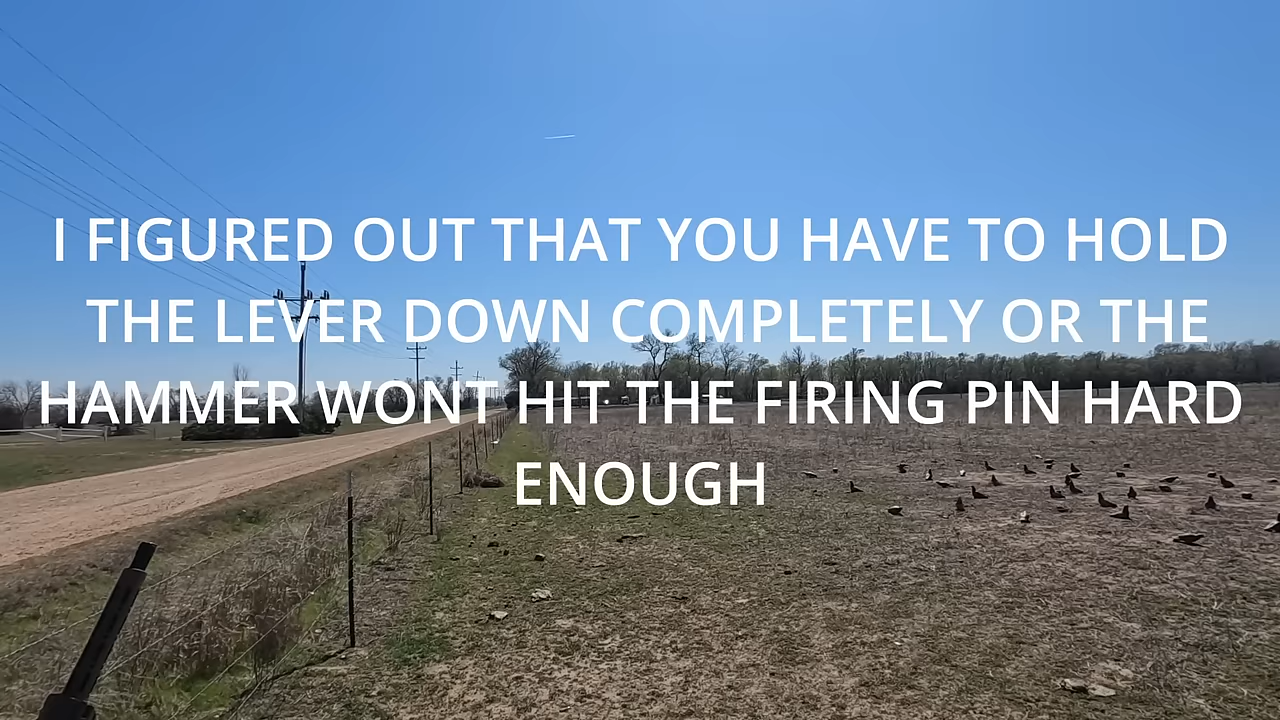 I FIGURED OUT THAT YOU HAVE TO HOLD
THE LEVER DOWN COMPLETELY OR THE
HAMMER WONT HIT THE FIRING PIN HARD
ENOUGH